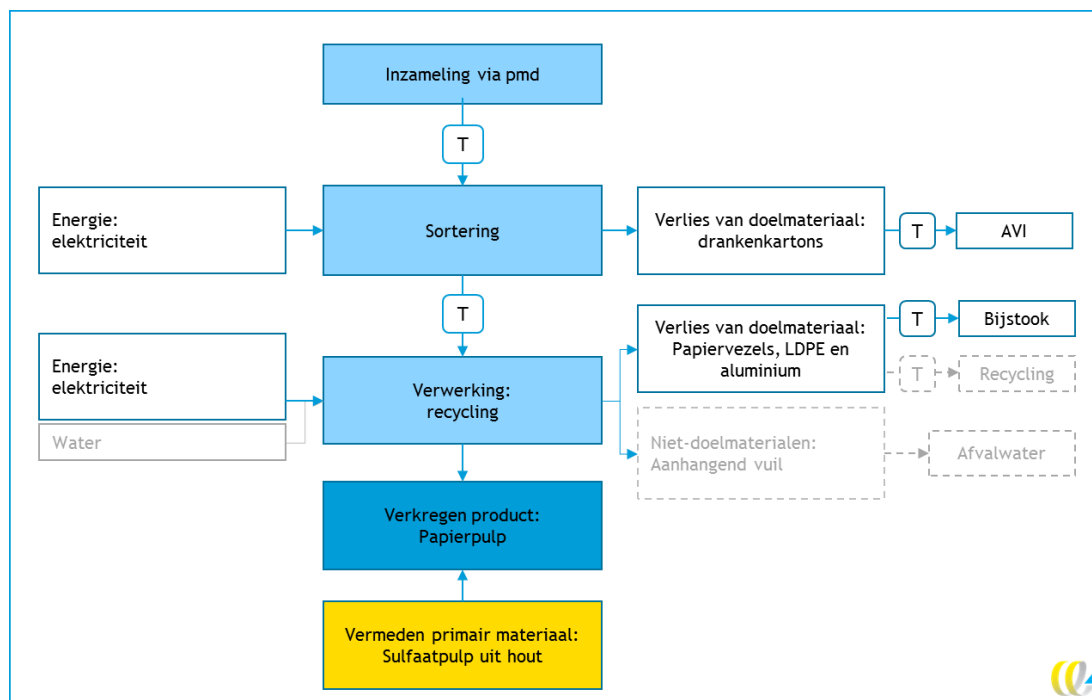 Inzameling via pmd
T
Energie:
elektriciteit
Sortering
Verlies van doelmateriaal:
drankenkartons
T
AVI
T
Energie:
elektriciteit
Water
Verwerking:
recycling
Verlies van doelmateriaal:
Papiervezels, LDPE en
aluminium
T
Bijstook
T
Recycling
Niet-doelmaterialen:
Aanhangend vuil
Afvalwater
Verkregen product:
Papierpulp
Vermeden primair materiaal:
Sulfaatpulp uit hout